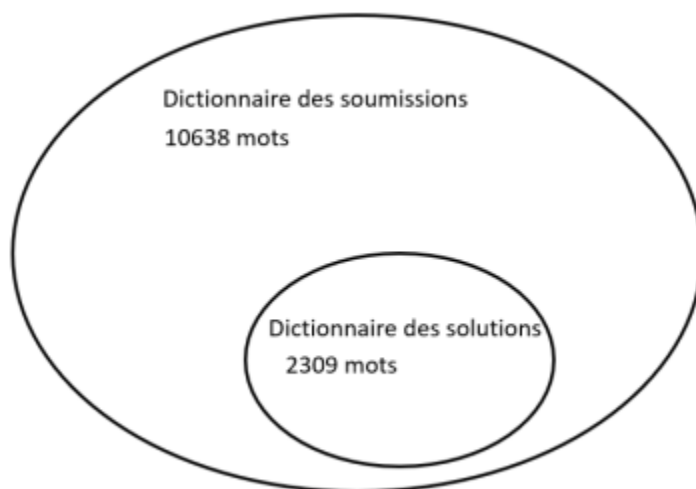 Dictionnaire des soumissions
10638 mots
Dictionnaire des solutions
2309 mots